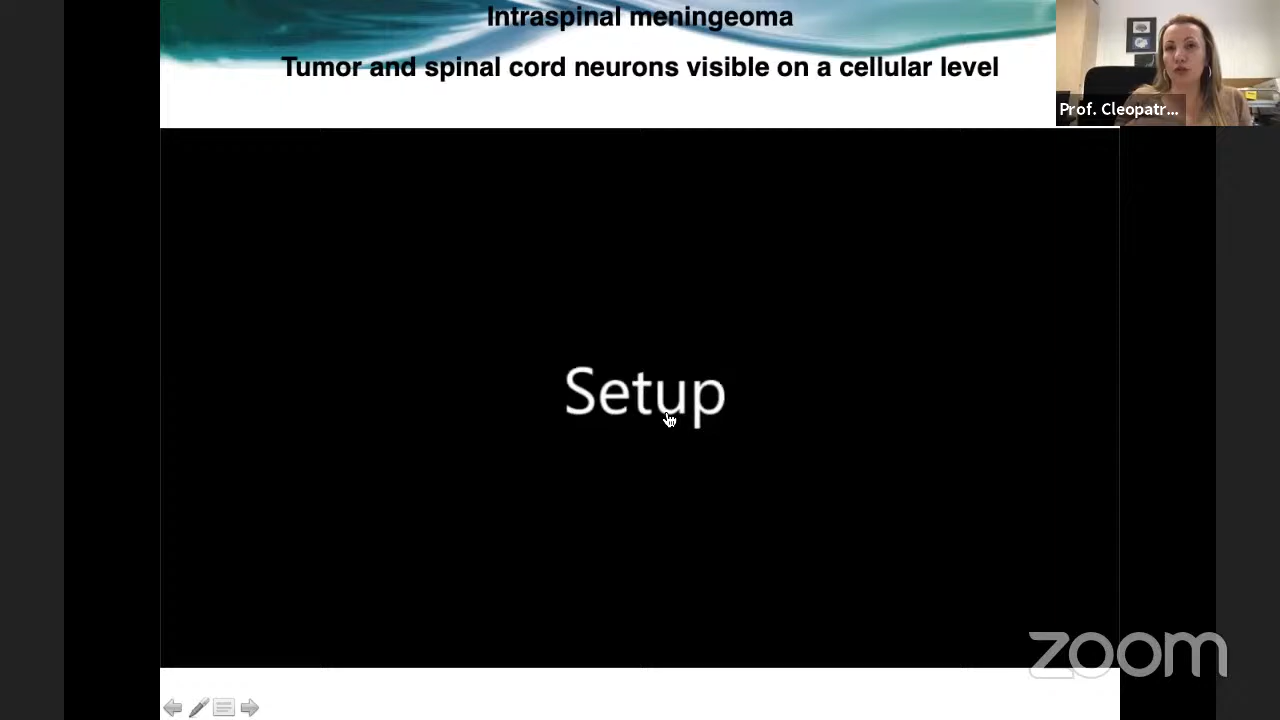 Intraspinal meningeoma
Tumor and spinal cord neurons visible on a cellular level
Prof. Cleopatr...
Setup
zoom